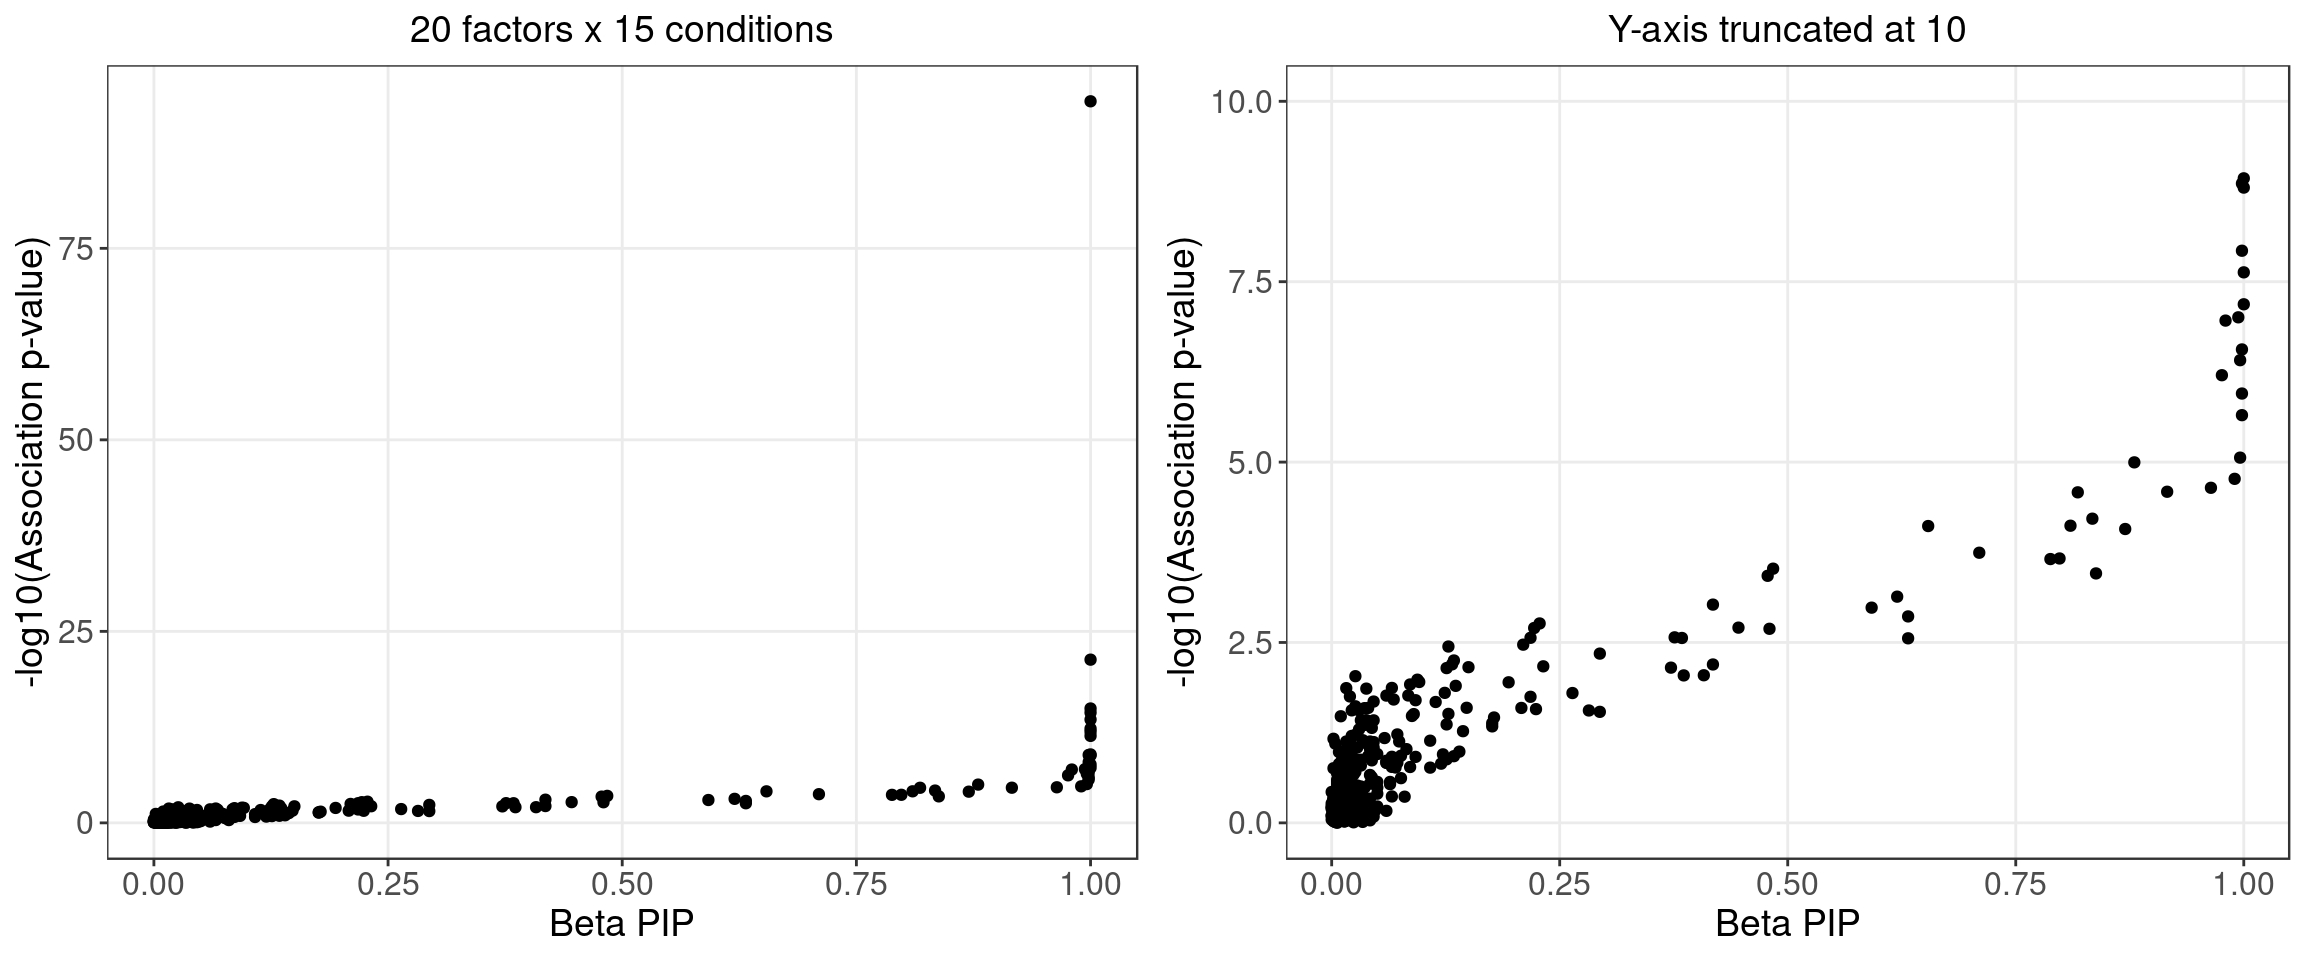 20 factors x 15 conditions
-log10(Association p-value)
75
50
25
0
0.00 0.25 0.50 0.75 1.00
Beta PIP
Y-axis truncated at 10
-log10(Association p-value)
10.0
7.5
5.0
2.5
0.0
0.00 0.25 0.50 0.75 1.00
Beta PIP